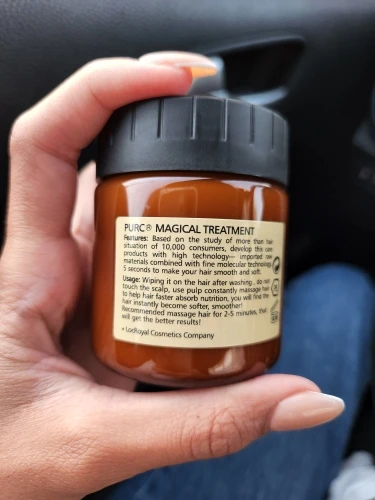 PURC® MAGICAL TREATMENT
Features: Based on the study of more than hair
situation of 10,000 consumers, develop this care
products with high technology— imported raw
materials combined with fine molecular technology,
5 seconds to make your hair smooth and soft.
Usage: Wiping it on the hair after washing, do not
touch the scalp, use pulp constantly massage hair
to help hair faster absorb nutrition, you will find the
hair instantly become softer, smoother!
Recommended massage hair for 2-5 minutes, that
will get the better results!
LocRoyal Cosmetics Company